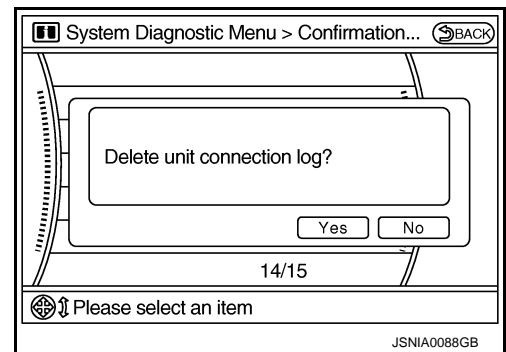 System Diagnostic Menu > Confirmation... BACK
Delete unit connection log?
Yes No
14/15
Please select an item
JSNIA0088GB